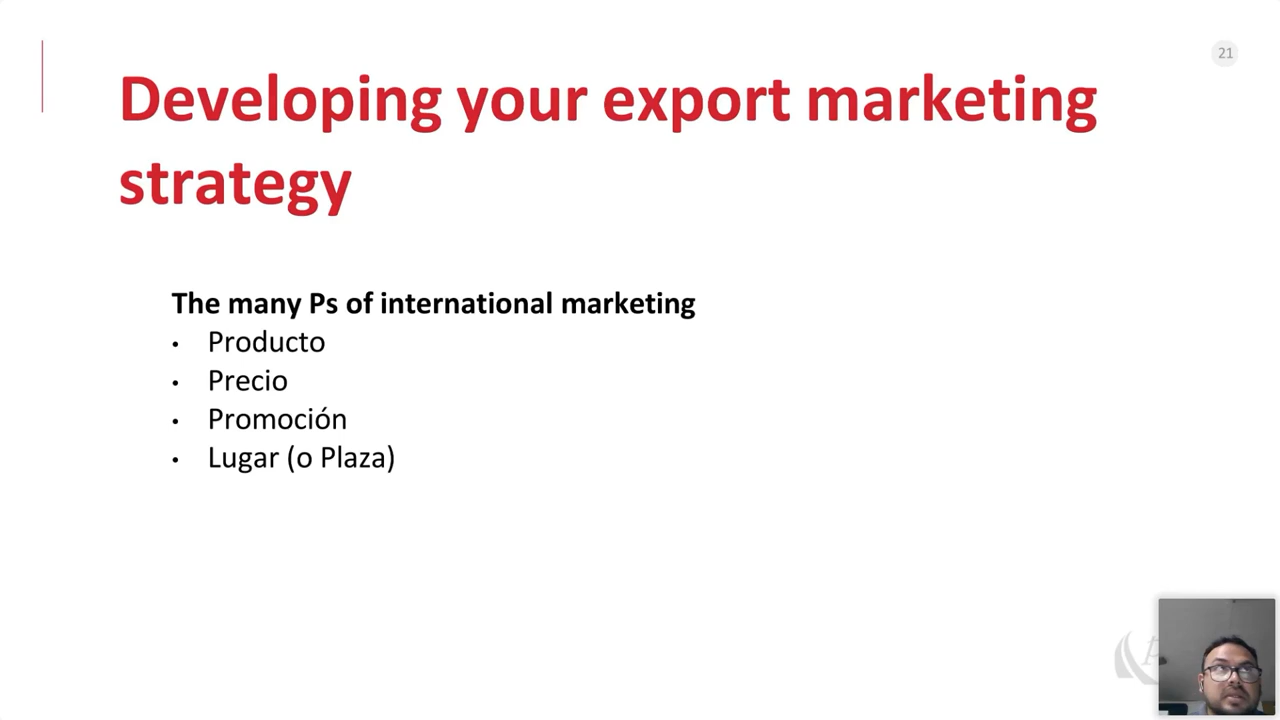 21
Developing your export marketing
strategy
The many Ps of international marketing
• Producto
• Precio
• Promoción
• Lugar (o Plaza)